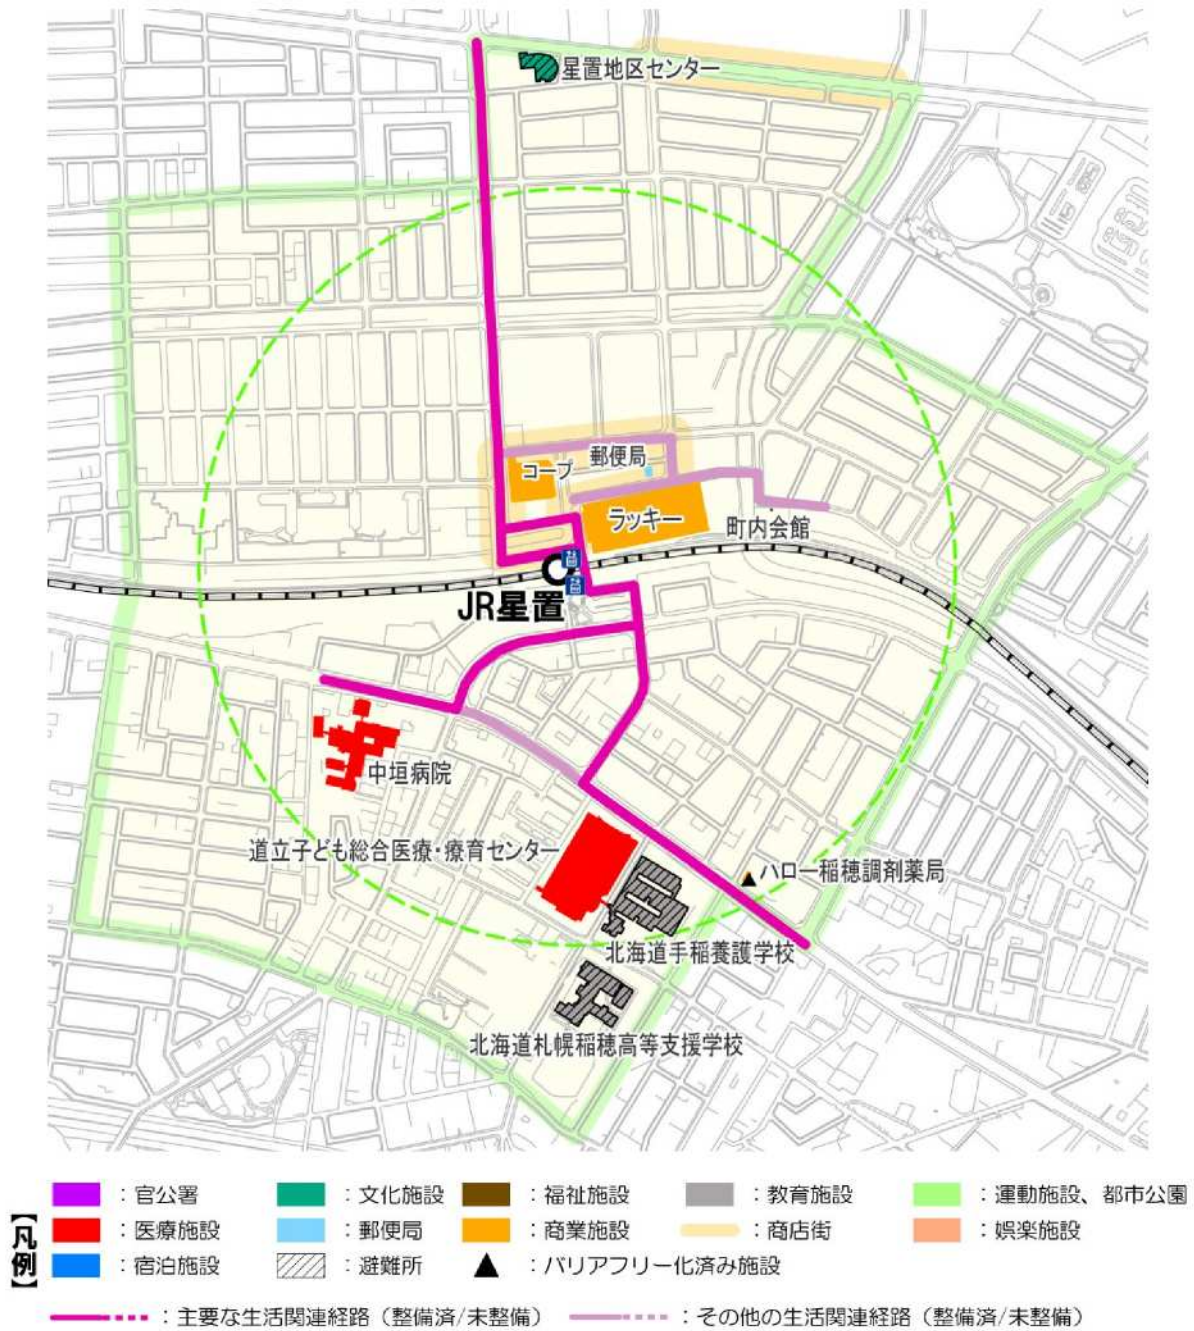 星置地区センター
コープ
郵便局
ラッキー
町内会館
JR星置
中垣病院
道立子ども総合医療・療育センター
ハロー稲穂調剤薬局
北海道手稲養護学校
北海道札幌稲穂高等支援学校
【凡例】
：官公署
：文化施設
：福祉施設
：教育施設
：運動施設、都市公園
：医療施設
：郵便局
：商業施設
：商店街
：娯楽施設
：宿泊施設
：避難所
：バリアフリー化済み施設
：主要な生活関連経路（整備済/未整備）
：その他の生活関連経路（整備済/未整備）